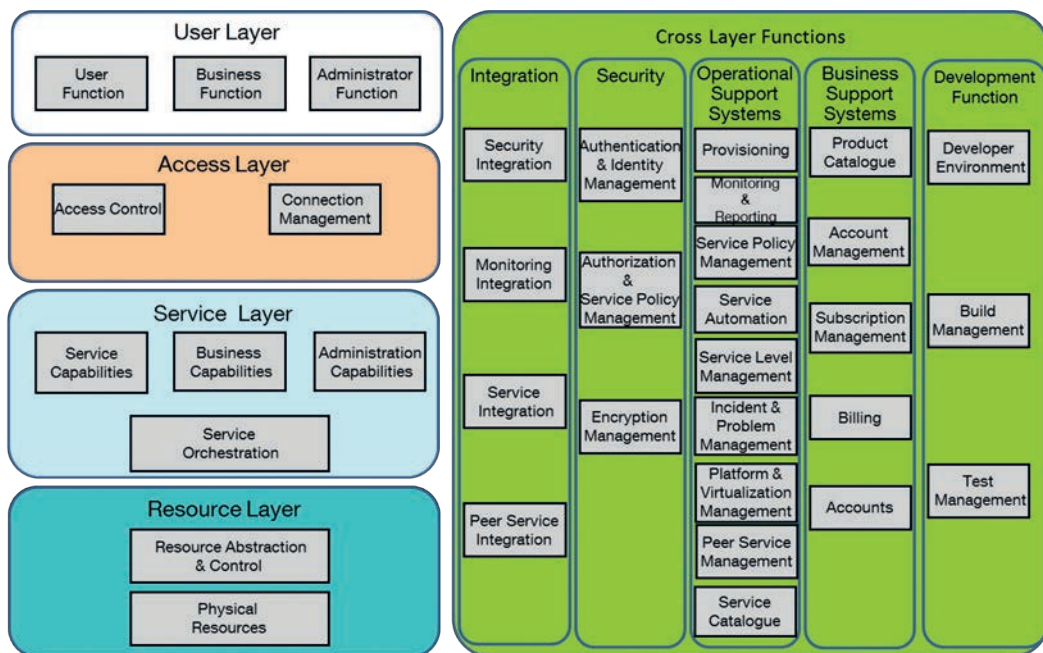 User Layer
User
Function
Business
Function
Administrator
Function
Access Layer
Access Control
Connection
Management
Service Layer
Service
Capabilities
Business
Capabilities
Administration
Capabilities
Service
Orchestration
Resource Layer
Resource Abstraction
& Control
Physical
Resources
Cross Layer Functions
Integration
Security
Integration
Monitoring
Integration
Service
Integration
Peer Service
Integration
Security
Authentication
& Identity
Management
Authorization
&
Service Policy
Management
Encryption
Management
Operational
Support
Systems
Provisioning
Monitoring
&
Reporting
Service Policy
Management
Service
Automation
Service Level
Management
Incident &
Problem
Management
Platform &
Virtualization
Management
Peer Service
Management
Service
Catalogue
Business
Support
Systems
Product
Catalogue
Account
Management
Subscription
Management
Billing
Accounts
Development
Function
Developer
Environment
Build
Management
Test
Management